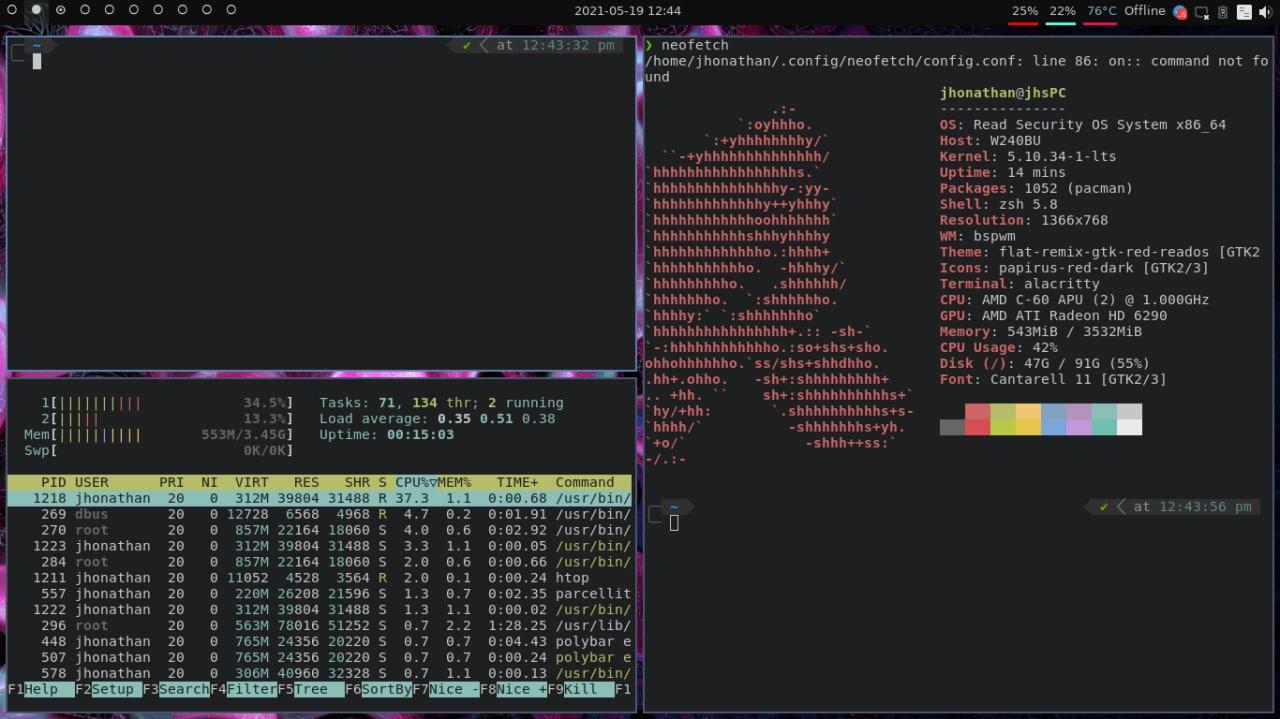 2021-05-19 12:44
25% 22% 76°C Offline
~ ✔ at 12:43:32 pm
1[|||||||||| 34.5%] Tasks: 71, 134 thr; 2 running
2[||||| 13.3%] Load average: 0.35 0.51 0.38
Mem[|||||||||| 553M/3.45G] Uptime: 00:15:03
Swp[ 0K/0K]
PID USER PRI NI VIRT RES SHR S CPU%▽MEM% TIME+ Command
1218 jhonathan 20 0 312M 39804 31488 R 37.3 1.1 0:00.68 /usr/bin/
269 dbus 20 0 12728 6568 4968 R 4.7 0.2 0:01.91 /usr/bin/
270 root 20 0 857M 22164 18060 S 4.0 0.6 0:02.92 /usr/bin/
1223 jhonathan 20 0 312M 39804 31488 S 3.3 1.1 0:00.05 /usr/bin/
284 root 20 0 857M 22164 18060 S 2.0 0.6 0:00.66 /usr/bin/
1211 jhonathan 20 0 11052 4528 3564 R 2.0 0.1 0:00.24 htop
557 jhonathan 20 0 220M 26208 21596 S 1.3 0.7 0:02.35 parcellit
1222 jhonathan 20 0 312M 39804 31488 S 1.3 1.1 0:00.02 /usr/bin/
296 root 20 0 563M 78016 51252 S 0.7 2.2 1:28.25 /usr/lib/
448 jhonathan 20 0 765M 24356 20220 S 0.7 0.7 0:04.43 polybar e
507 jhonathan 20 0 765M 24356 20220 S 0.7 0.7 0:00.24 polybar e
578 jhonathan 20 0 306M 40960 32328 S 0.7 1.1 0:00.13 /usr/bin/
F1Help F2Setup F3SearchF4FilterF5Tree F6SortByF7Nice -F8Nice +F9Kill F1
❯ neofetch
/home/jhonathan/.config/neofetch/config.conf: line 86: on:: command not fo
und
jhonathan@jhsPC
---------------
OS: Read Security OS System x86_64
Host: W240BU
Kernel: 5.10.34-1-lts
Uptime: 14 mins
Packages: 1052 (pacman)
Shell: zsh 5.8
Resolution: 1366x768
WM: bspwm
Theme: flat-remix-gtk-red-reados [GTK2
Icons: papirus-red-dark [GTK2/3]
Terminal: alacritty
CPU: AMD C-60 APU (2) @ 1.000GHz
GPU: AMD ATI Radeon HD 6290
Memory: 543MiB / 3532MiB
CPU Usage: 42%
Disk (/): 47G / 91G (55%)
Font: Cantarell 11 [GTK2/3]
~ ✔ at 12:43:56 pm